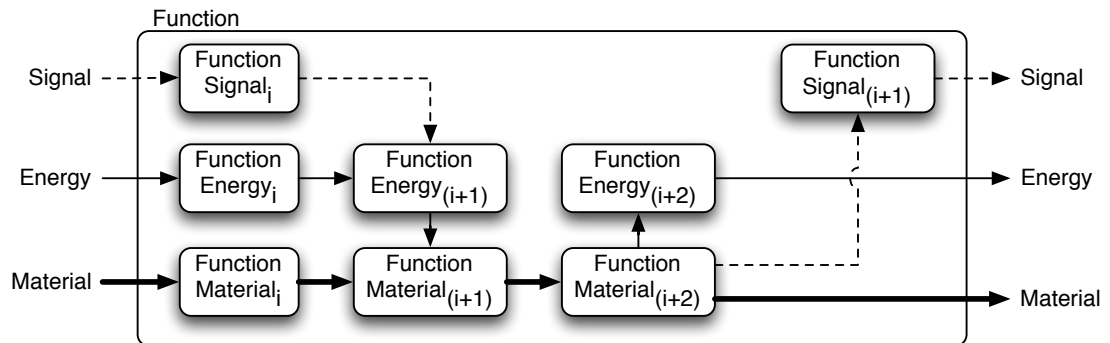 Function
Signal
Function
Signal_i
Function
Signal_(i+1)
Signal
Energy
Function
Energy_i
Function
Energy_(i+1)
Function
Energy_(i+2)
Energy
Material
Function
Material_i
Function
Material_(i+1)
Function
Material_(i+2)
Material